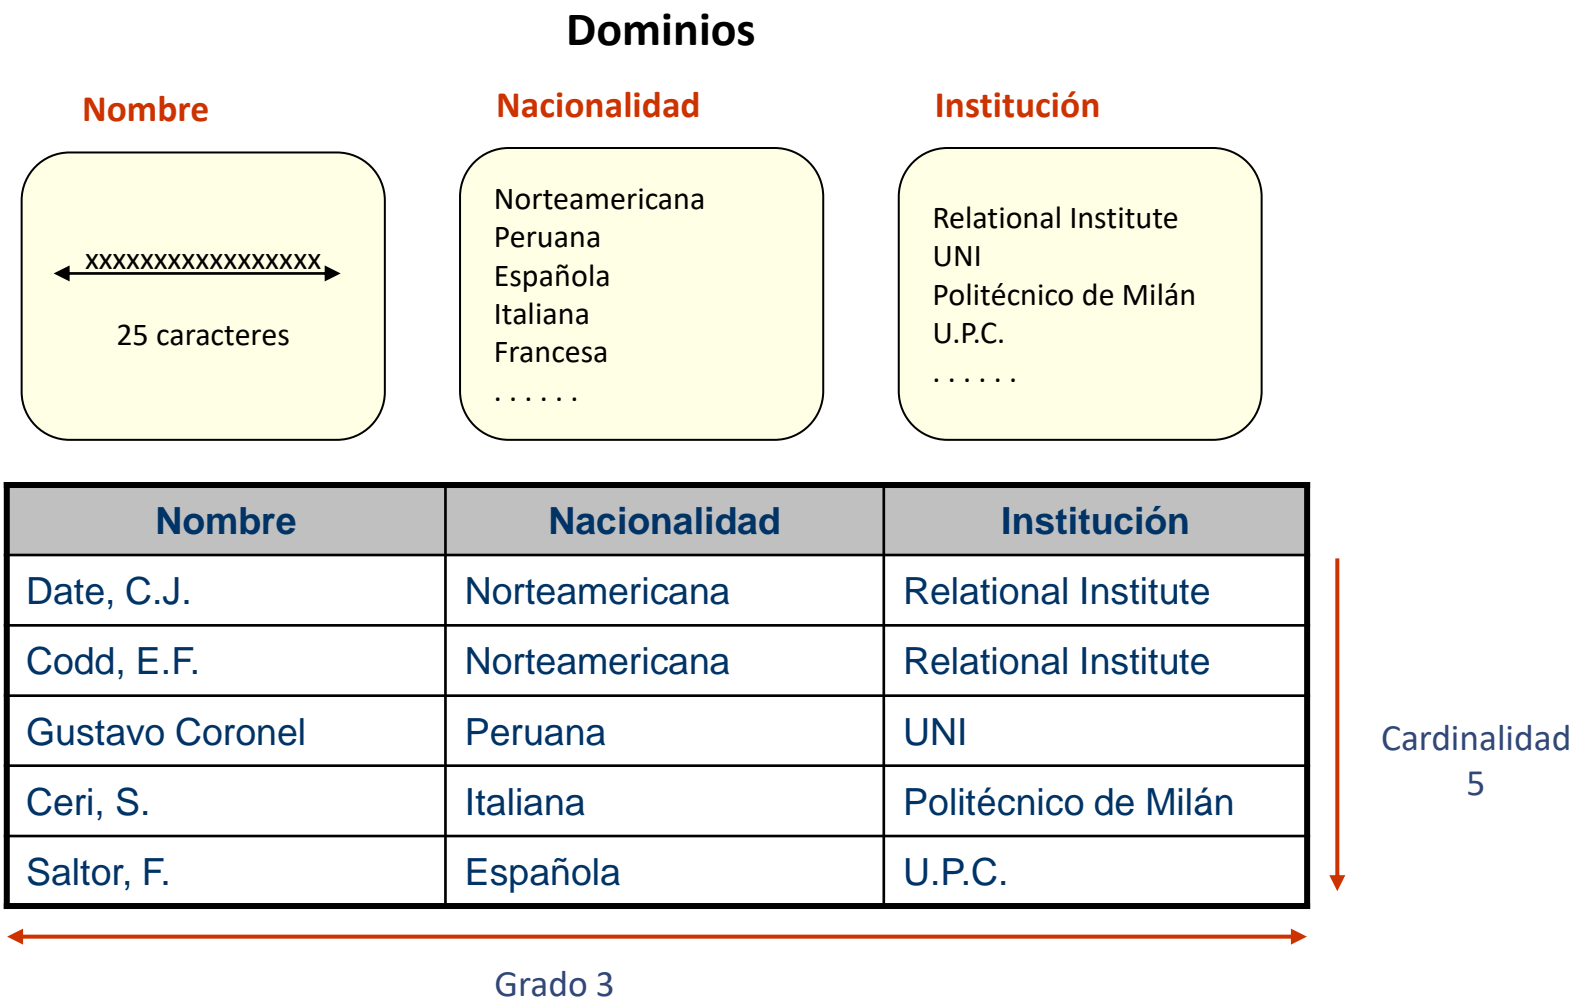 Dominios
Nombre
Nacionalidad
Institución
xxxxxxxxxxxxxxxxx
25 caracteres
Norteamericana
Peruana
Española
Italiana
Francesa
. . . . . .
Relational Institute
UNI
Politécnico de Milán
U.P.C.
. . . . . .
Nombre Nacionalidad Institución
Date, C.J. Norteamericana Relational Institute
Codd, E.F. Norteamericana Relational Institute
Gustavo Coronel Peruana UNI
Ceri, S. Italiana Politécnico de Milán
Saltor, F. Española U.P.C.
Cardinalidad
5
Grado 3